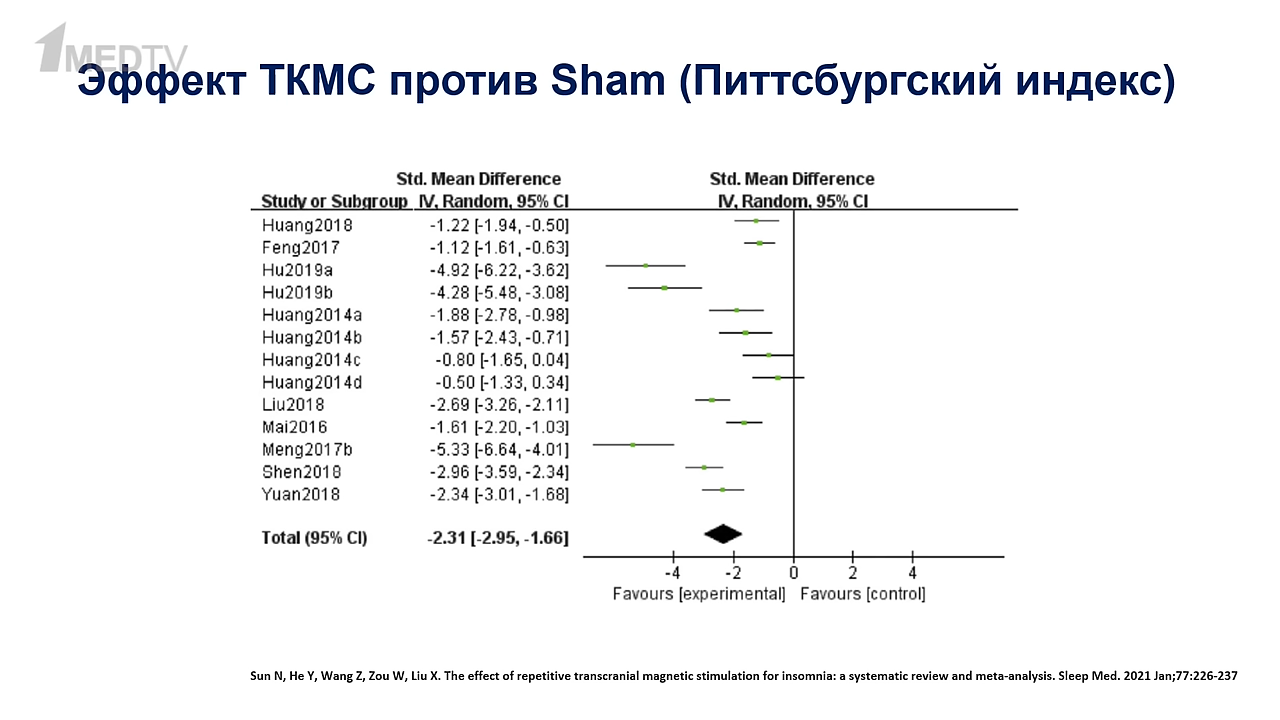 1MEDTV
Эффект ТКМС против Sham (Питтсбургский индекс)
Std. Mean Difference Std. Mean Difference
Study or Subgroup IV, Random, 95% CI IV, Random, 95% CI
Huang2018 -1.22 [-1.94, -0.50]
Feng2017 -1.12 [-1.61, -0.63]
Hu2019a -4.92 [-6.22, -3.62]
Hu2019b -4.28 [-5.48, -3.08]
Huang2014a -1.88 [-2.78, -0.98]
Huang2014b -1.57 [-2.43, -0.71]
Huang2014c -0.80 [-1.65, 0.04]
Huang2014d -0.50 [-1.33, 0.34]
Liu2018 -2.69 [-3.26, -2.11]
Mai2016 -1.61 [-2.20, -1.03]
Meng2017b -5.33 [-6.64, -4.01]
Shen2018 -2.96 [-3.59, -2.34]
Yuan2018 -2.34 [-3.01, -1.68]
Total (95% CI) -2.31 [-2.95, -1.66]
-4 -2 0 2 4
Favours [experimental] Favours [control]
Sun N, He Y, Wang Z, Zou W, Liu X. The effect of repetitive transcranial magnetic stimulation for insomnia: a systematic review and meta-analysis. Sleep Med. 2021 Jan;77:226-237